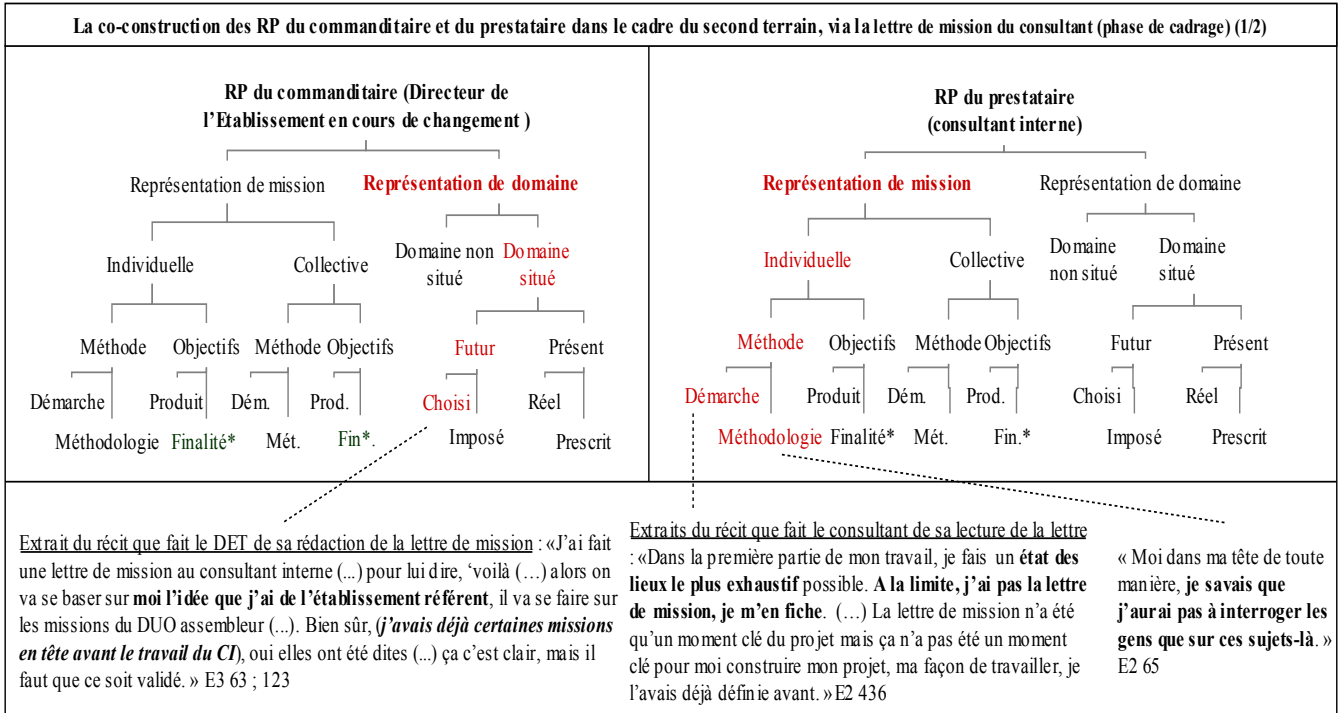 La co-construction des RP du commanditaire et du prestataire dans le cadre du second terrain, via la lettre de mission du consultant (phase de cadrage) (1/2)
RP du commanditaire (Directeur de
l'Etablissement en cours de changement )
Représentation de mission Représentation de domaine
Individuelle Collective Domaine non situé Domaine situé
Méthode Objectifs Méthode Objectifs Futur Présent
Démarche Produit Dém. Prod. Choisi Réel
Méthodologie Finalité* Mét. Fin*. Imposé Prescrit
RP du prestataire
(consultant interne)
Représentation de mission Représentation de domaine
Individuelle Collective Domaine non situé Domaine situé
Méthode Objectifs Méthode Objectifs Futur Présent
Démarche Produit Dém. Prod. Choisi Réel
Méthodologie Finalité* Mét. Fin.* Imposé Prescrit
Extrait du récit que fait le DET de sa rédaction de la lettre de mission : «J'ai fait
une lettre de mission au consultant interne (...) pour lui dire, 'voilà (…) alors on
va se baser sur moi l'idée que j'ai de l'établissement référent, il va se faire sur
les missions du DUO assembleur (...). Bien sûr, (j'avais déjà certaines missions
en tête avant le travail du CI), oui elles ont été dites (...) ça c'est clair, mais il
faut que ce soit validé. » E3 63 ; 123
Extraits du récit que fait le consultant de sa lecture de la lettre
: «Dans la première partie de mon travail, je fais un état des
lieux le plus exhaustif possible. A la limite, j'ai pas la lettre
de mission, je m'en fiche. (…) La lettre de mission n'a été
qu'un moment clé du projet mais ça n'a pas été un moment
clé pour moi construire mon projet, ma façon de travailler, je
l'avais déjà définie avant. » E2 436
« Moi dans ma tête de toute
manière, je savais que
j'aurai pas à interroger les
gens que sur ces sujets-là. »
E2 65